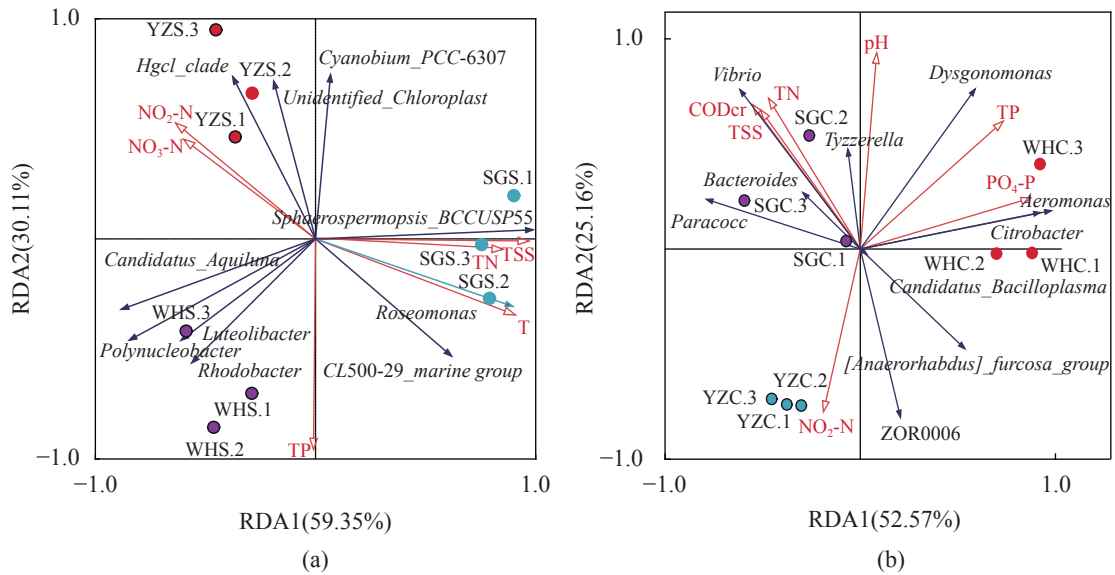 1.0
YZS.3
Hgcl_clade
YZS.2
Cyanobium_PCC-6307
Unidentified_Chloroplast
NO₂-N
YZS.1
NO₃-N
SGS.1
Sphaerospermopsis_BCCUSP55
Candidatus_Aquiluna
SGS.3
TN
TSS
SGS.2
WHS.3
Roseomonas
T
Luteolibacter
Polynucleobacter
Rhodobacter
CL500-29_marine group
WHS.1
WHS.2
TP
−1.0
−1.0
1.0
RDA2(30.11%)
RDA1(59.35%)
(a)
1.0
pH
Vibrio
Dysgonomonas
TN
CODcr
TSS
SGC.2
TP
Tyzzerella
WHC.3
Bacteroides
PO₄-P
SGC.3
Aeromonas
Paracocc
Citrobacter
SGC.1
WHC.2
WHC.1
Candidatus_Bacilloplasma
[Anaerorhabdus]_furcosa_group
YZC.3
YZC.2
YZC.1
NO₂-N
ZOR0006
−1.0
−1.0
1.0
RDA2(25.16%)
RDA1(52.57%)
(b)